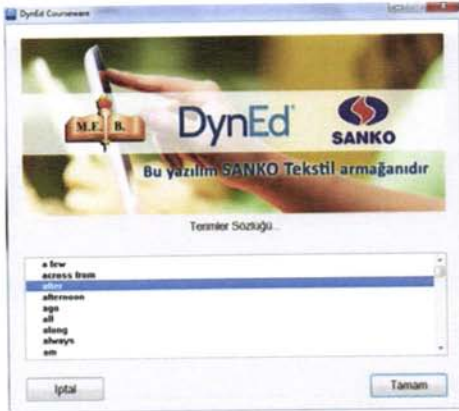 DynEd Courseware
M.E. B.
DynEd
SANKO
Bu yazılım SANKO Tekstil armağanıdır
Terimler Sözlüğü...
a few
across from
after
afternoon
ago
all
along
always
am
İptal
Tamam